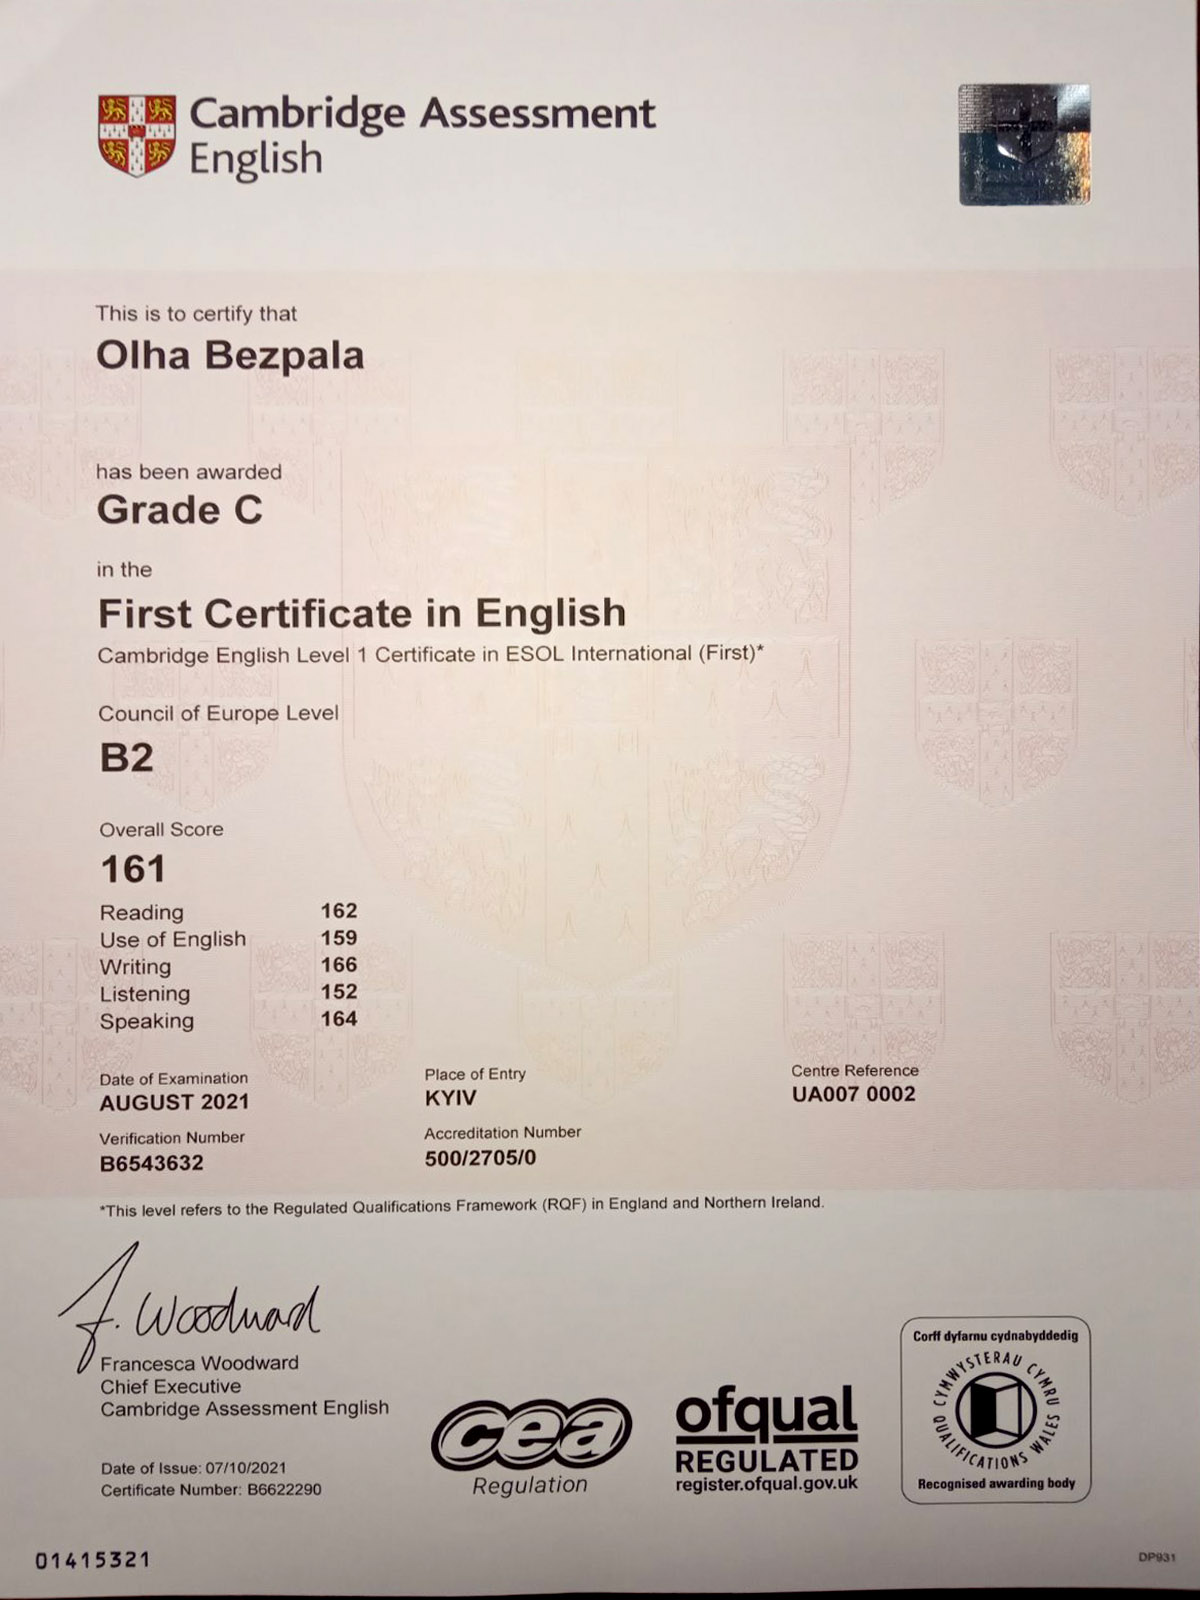 Cambridge Assessment
English
This is to certify that
Olha Bezpala
has been awarded
Grade C
in the
First Certificate in English
Cambridge English Level 1 Certificate in ESOL International (First)*
Council of Europe Level
B2
Overall Score
161
Reading 162
Use of English 159
Writing 166
Listening 152
Speaking 164
Date of Examination Place of Entry Centre Reference
AUGUST 2021 KYIV UA007 0002
Verification Number Accreditation Number
B6543632 500/2705/0
*This level refers to the Regulated Qualifications Framework (RQF) in England and Northern Ireland.
F. Woodward
Francesca Woodward
Chief Executive
Cambridge Assessment English
Date of Issue: 07/10/2021
Certificate Number: B6622290
cea
Regulation
ofqual
REGULATED
register.ofqual.gov.uk
Corff dyfarnu cydnabyddedig
CYMWYSTERAU CYMRU
QUALIFICATIONS WALES
Recognised awarding body
01415321
DP931